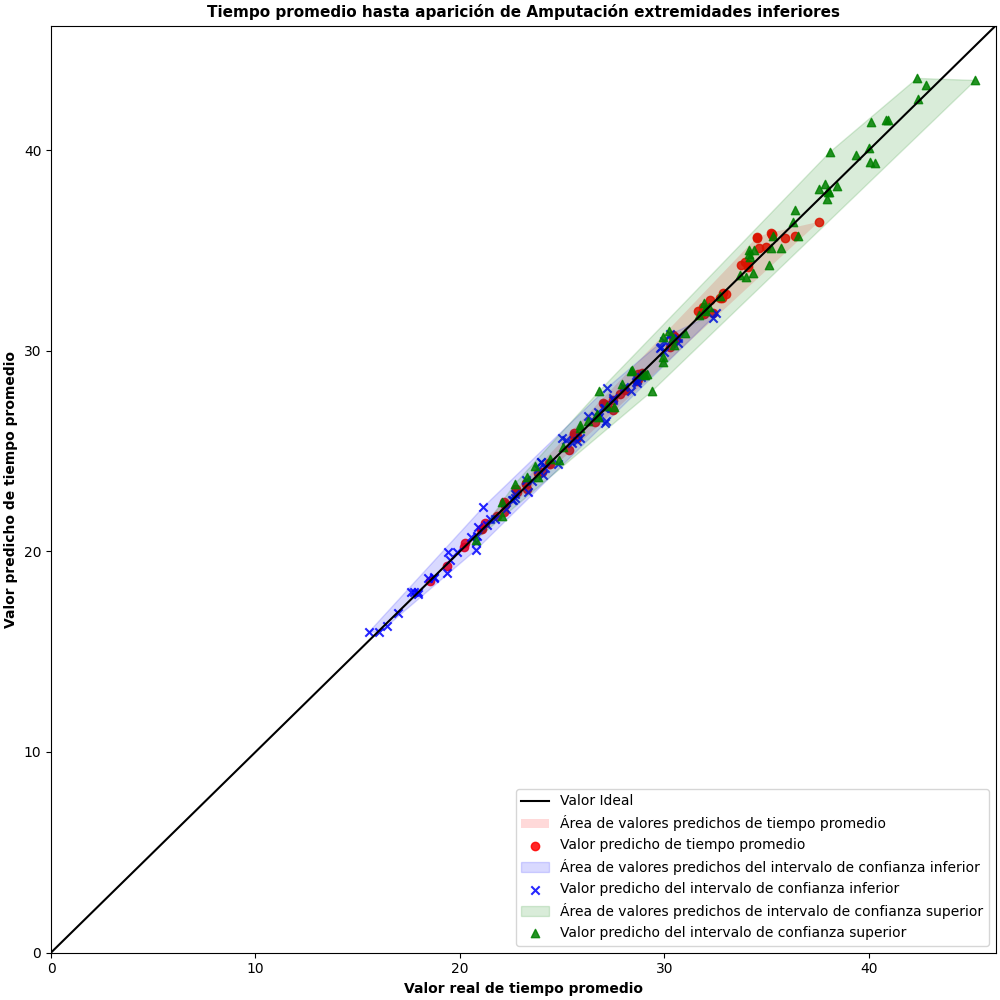 Tiempo promedio hasta aparición de Amputación extremidades inferiores
Valor predicho de tiempo promedio
40
30
20
10
0
0 10 20 30 40
Valor real de tiempo promedio
Valor Ideal
Área de valores predichos de tiempo promedio
Valor predicho de tiempo promedio
Área de valores predichos del intervalo de confianza inferior
Valor predicho del intervalo de confianza inferior
Área de valores predichos de intervalo de confianza superior
Valor predicho del intervalo de confianza superior